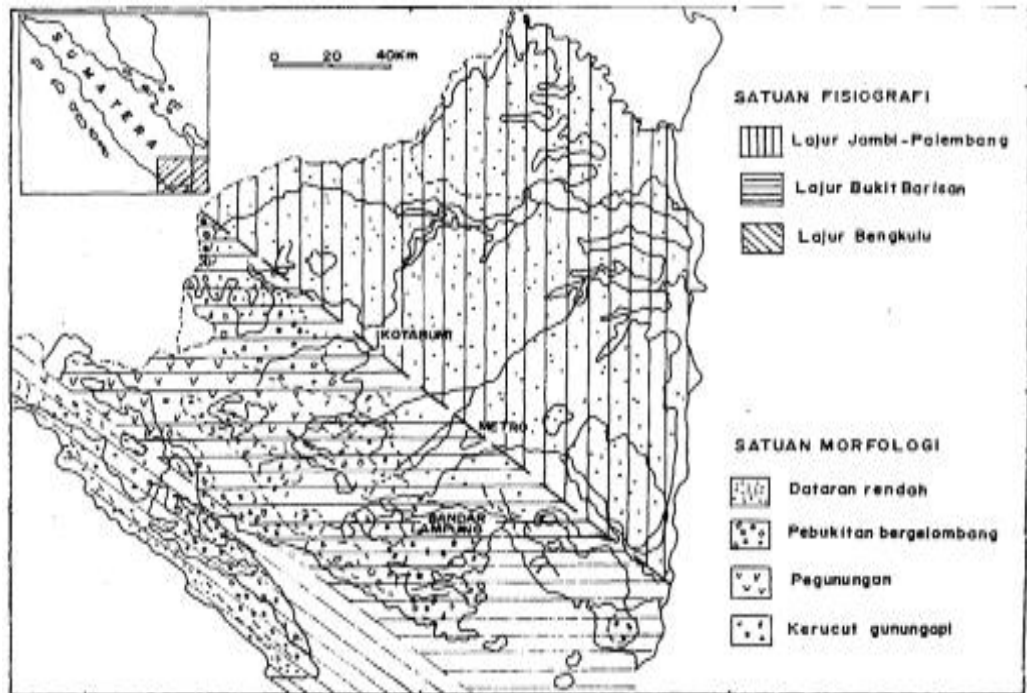 SUMATERA
0 20 40Km
SATUAN FISIOGRAFI
Lajur Jambi-Palembang
Lajur Bukit Barisan
Lajur Bengkulu
KOTABUMI
METRO
BANDAR
LAMPUNG
SATUAN MORFOLOGI
Dataran rendah
Pebukitan bergelombang
Pegunungan
Kerucut gunungapi